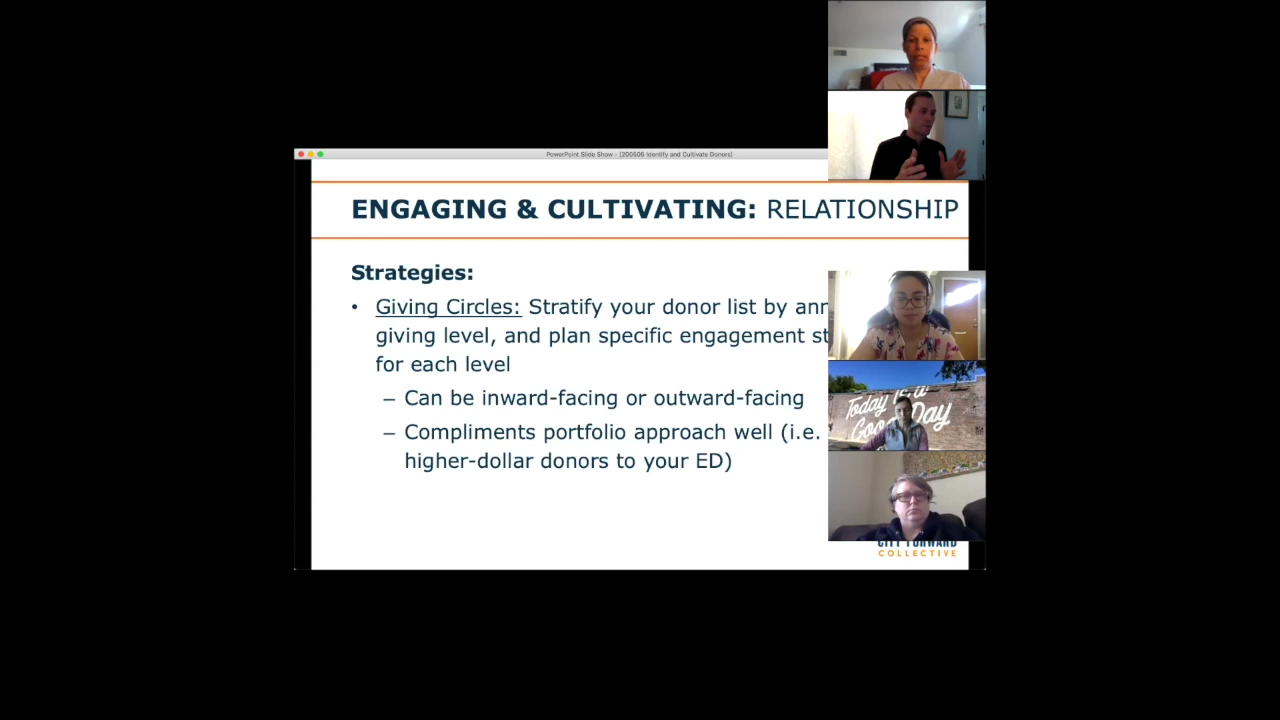 PowerPoint Slide Show - [200606 Identify and Cultivate Donors]
ENGAGING & CULTIVATING: RELATIONSHIP
Strategies:
• Giving Circles: Stratify your donor list by
giving level, and plan specific engagement
for each level
– Can be inward-facing or outward-facing
– Compliments portfolio approach well (i.e.
higher-dollar donors to your ED)
Today is a
Good Day
CITY FORWARD
COLLECTIVE